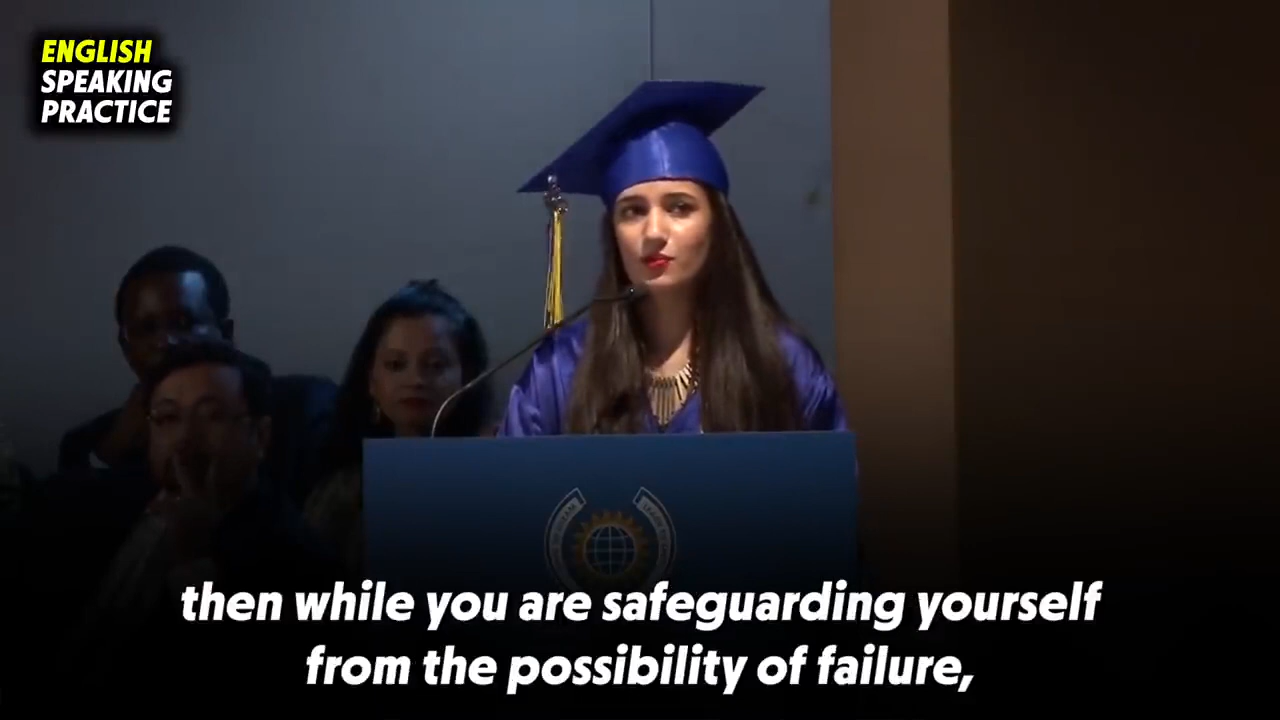 ENGLISH
SPEAKING
PRACTICE
then while you are safeguarding yourself
from the possibility of failure,